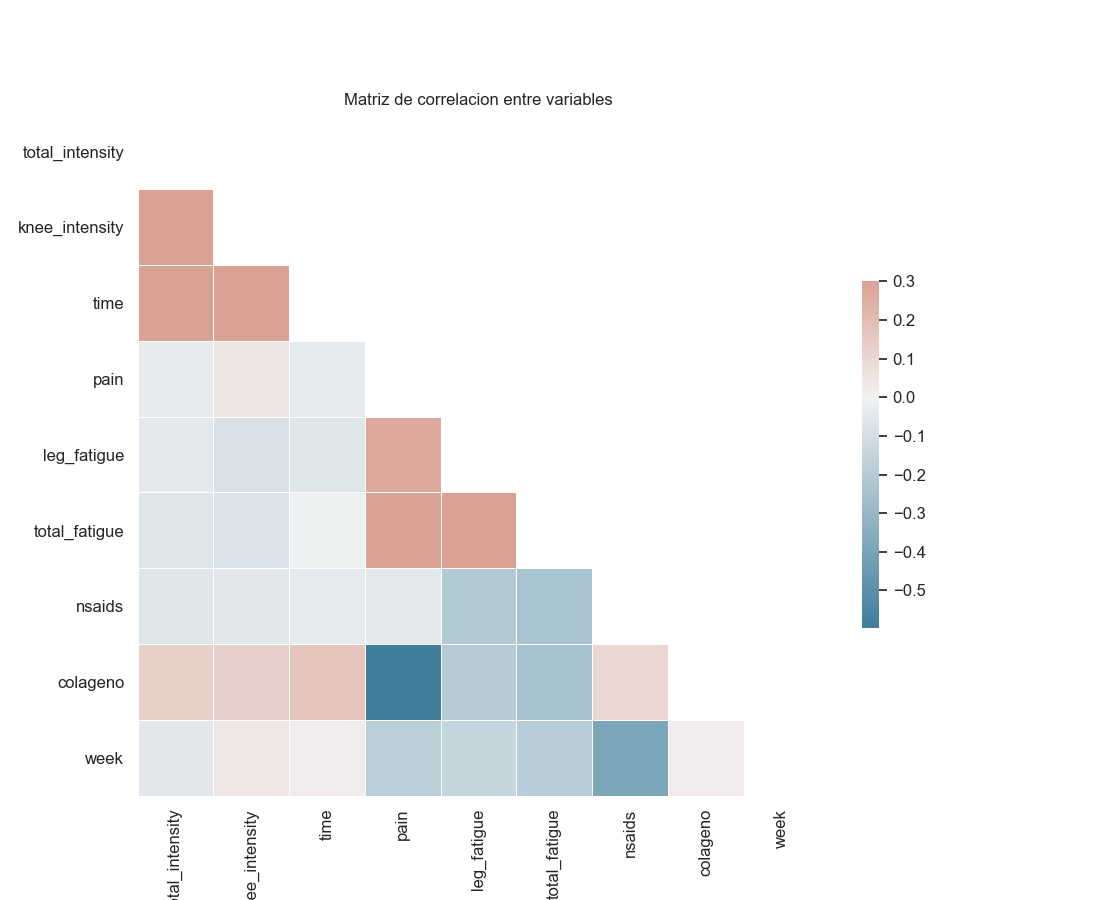 Matriz de correlacion entre variables
total_intensity
knee_intensity
time
pain
leg_fatigue
total_fatigue
nsaids
colageno
week
0.3
0.2
0.1
0.0
−0.1
−0.2
−0.3
−0.4
−0.5
otal_intensity
ee_intensity
time
pain
leg_fatigue
total_fatigue
nsaids
colageno
week